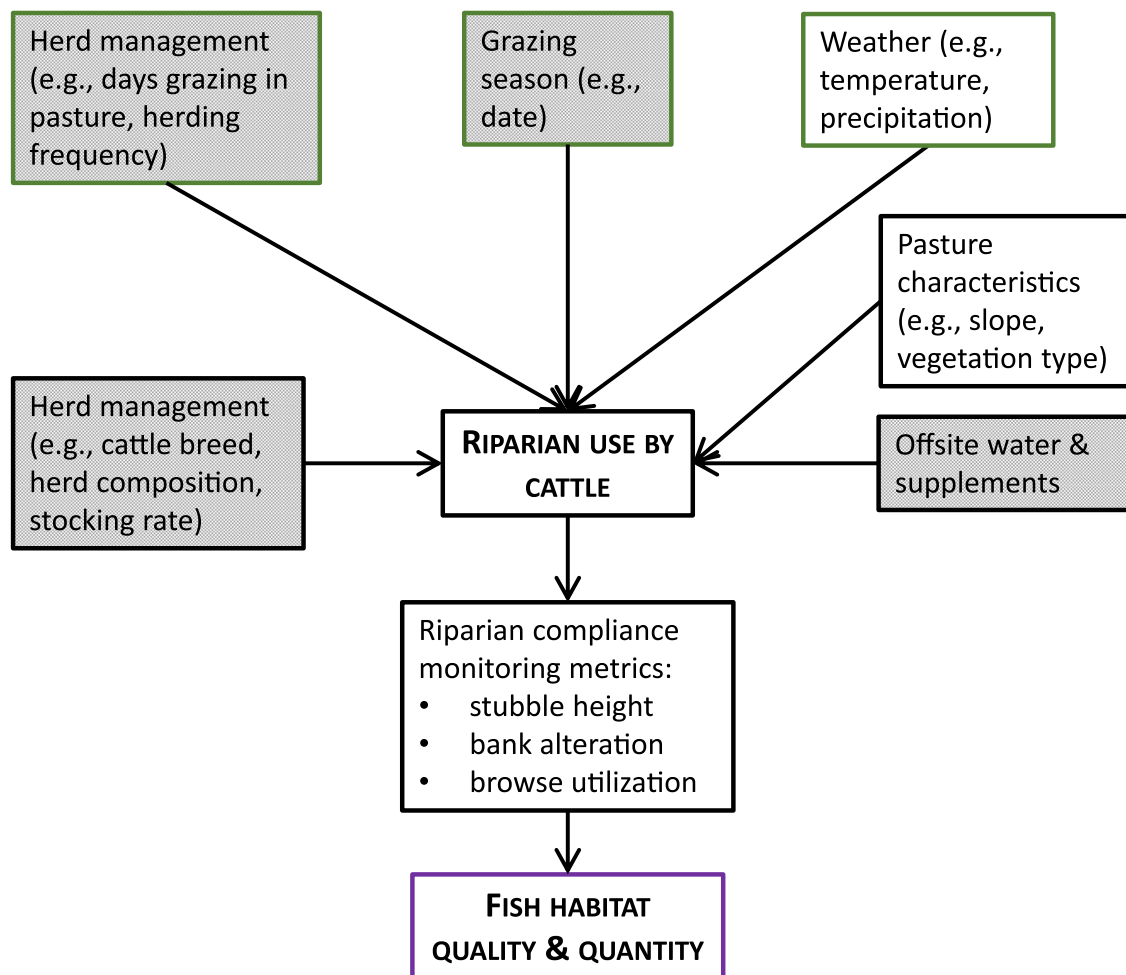 Herd management
(e.g., days grazing in
pasture, herding
frequency)
Grazing
season (e.g.,
date)
Weather (e.g.,
temperature,
precipitation)
Pasture
characteristics
(e.g., slope,
vegetation type)
Herd management
(e.g., cattle breed,
herd composition,
stocking rate)
RIPARIAN USE BY
CATTLE
Offsite water &
supplements
Riparian compliance
monitoring metrics:
• stubble height
• bank alteration
• browse utilization
FISH HABITAT
QUALITY & QUANTITY